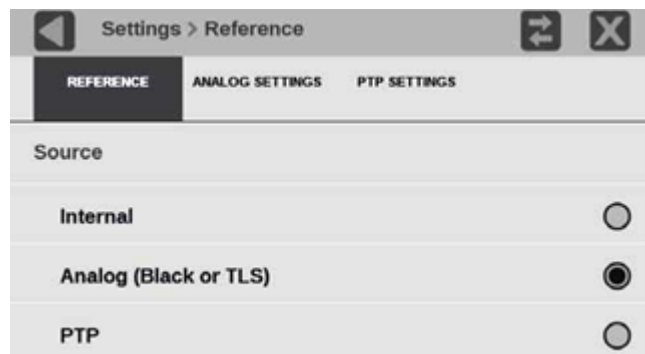 Settings > Reference
REFERENCE ANALOG SETTINGS PTP SETTINGS
Source
Internal
Analog (Black or TLS)
PTP